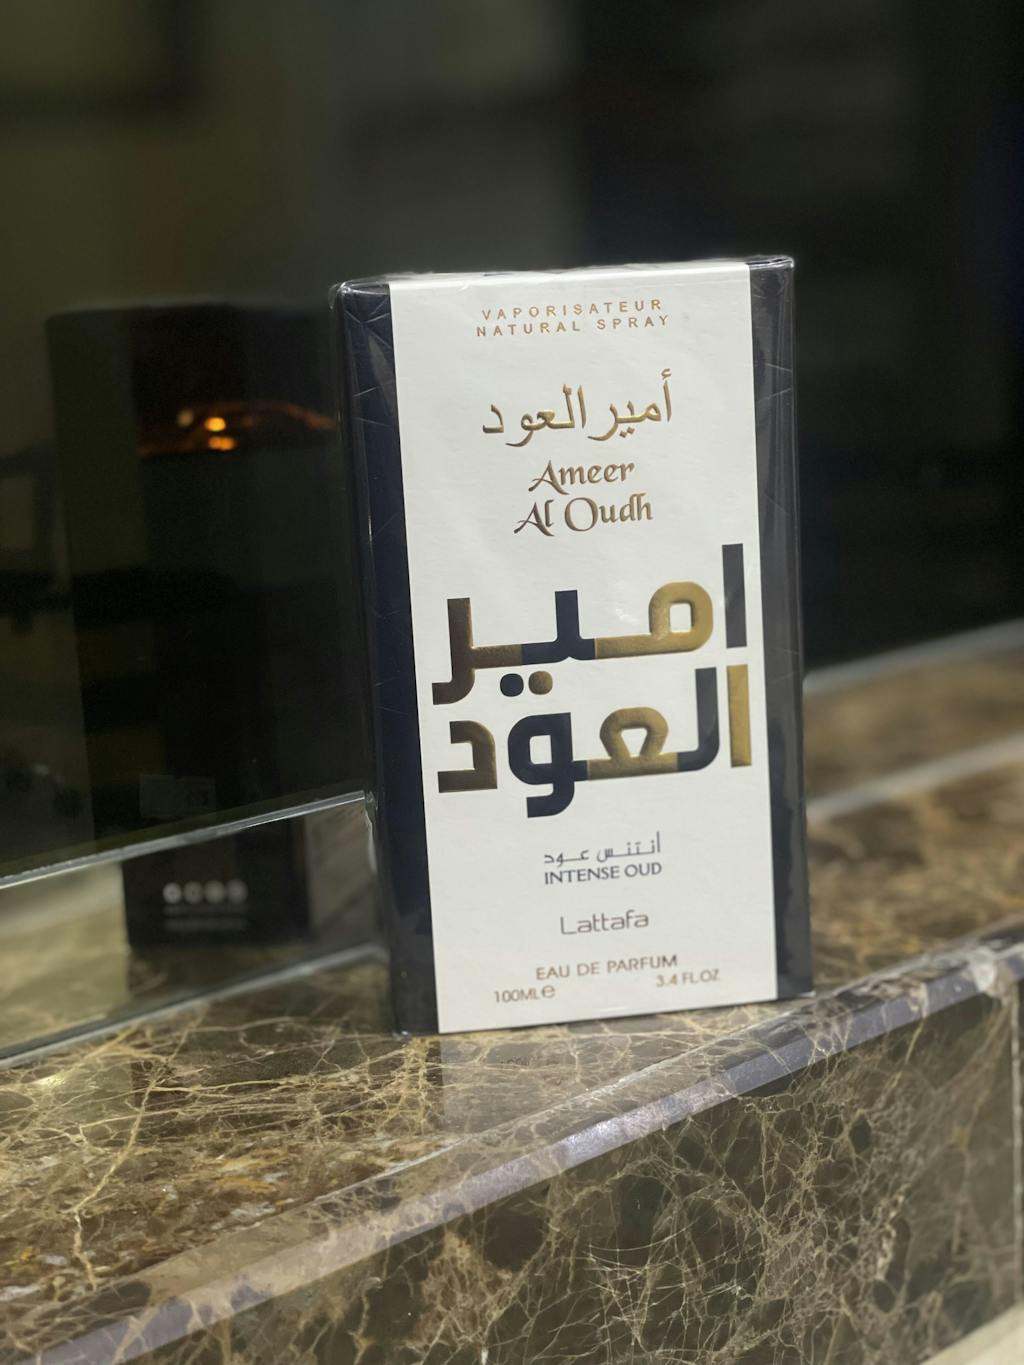 VAPORISATEUR
NATURAL SPRAY
أمير العود
Ameer
Al Oudh
امير
العود
أنتنس عود
INTENSE OUD
Lattafa
EAU DE PARFUM
100ML e 3.4 FL.OZ